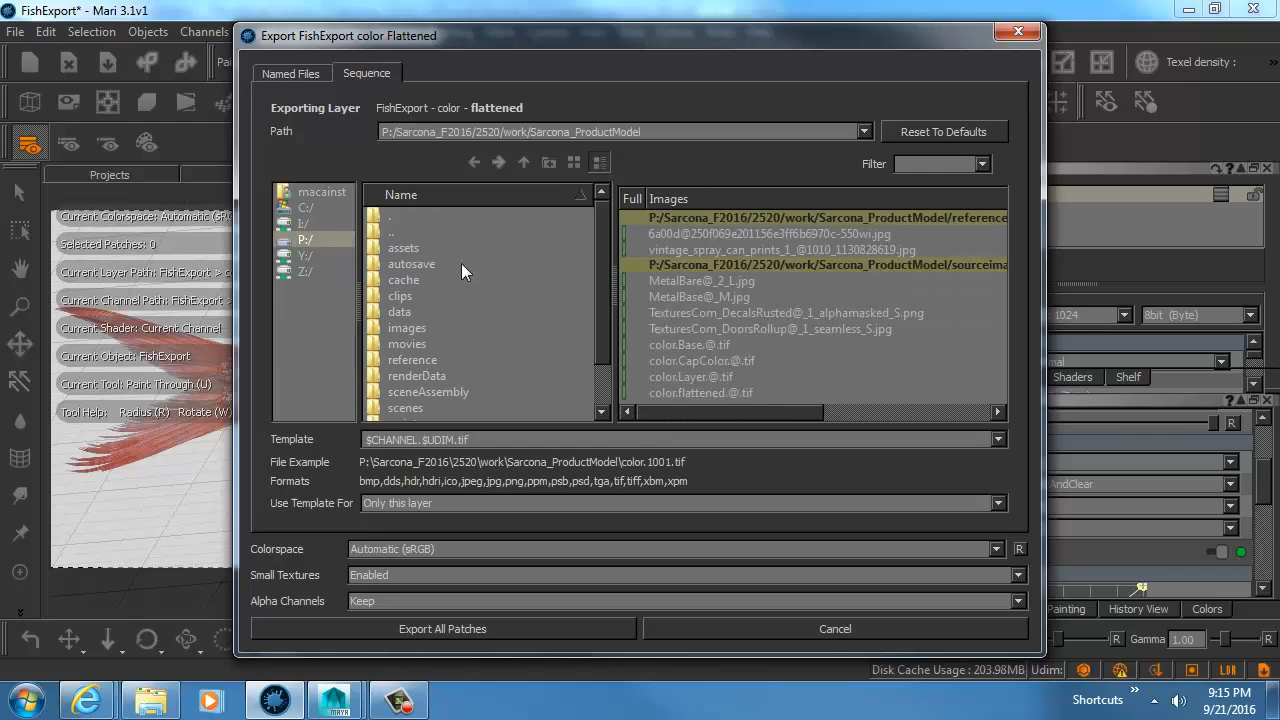 FishExport* - Mari 3.1v1
File Edit Selection Objects Channels
Export FishExport color Flattened
Texel density :
Named Files Sequence
Exporting Layer FishExport - color - flattened
Path P:/Sarcona_F2016/2520/work/Sarcona_ProductModel Reset To Defaults
Filter
Projects
macainst
C:/
I:/
P:/
Y:/
Z:/
Name
.
..
assets
autosave
cache
clips
data
images
movies
reference
renderData
sceneAssembly
scenes
Full Images
P:/Sarcona_F2016/2520/work/Sarcona_ProductModel/reference
6a00d@250f069e201156e3ff6b6970c-550wi.jpg
vintage_spray_can_prints_1_@1010_1130828619.jpg
P:/Sarcona_F2016/2520/work/Sarcona_ProductModel/sourceima
MetalBare@_2_L.jpg
MetalBase@_M.jpg
TexturesCom_DecalsRusted@_1_alphamasked_S.png
TexturesCom_DoorsRollup@_1_seamless_S.jpg
color.Base.@.tif
color.CapColor.@.tif
color.Layer.@.tif
color.flattened.@.tif
Current Colorspace: Automatic (sRG
Selected Patches: 0
Current Layer Path: FishExport > c
Current Channel Path: FishExport >
Current Shader: Current Channel
Current Object: FishExport
Current Tool: Paint Through (U)
Tool Help: Radius (R) Rotate (W)
1024 8bit (Byte)
Shaders Shelf
R
AndClear
Template $CHANNEL.$UDIM.tif
File Example P:\Sarcona_F2016\2520\work\Sarcona_ProductModel\color.1001.tif
Formats bmp,dds,hdr,hdri,ico,jpeg,jpg,png,ppm,psb,psd,tga,tif,tiff,xbm,xpm
Use Template For Only this layer
Colorspace Automatic (sRGB) R
Small Textures Enabled
Alpha Channels Keep
Export All Patches Cancel
Painting History View Colors
R Gamma 1.00 R
Disk Cache Usage : 203.98MB Udim: LDR
MAYA
Shortcuts
9:15 PM
9/21/2016